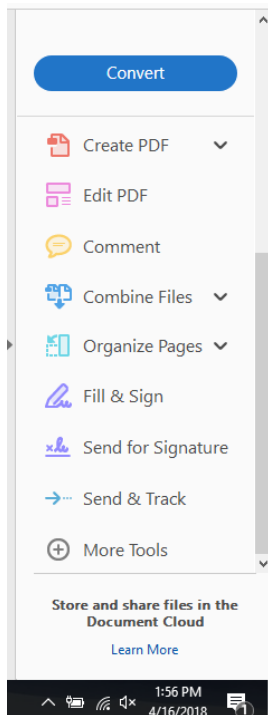 Convert
Create PDF
Edit PDF
Comment
Combine Files
Organize Pages
Fill & Sign
Send for Signature
Send & Track
More Tools
Store and share files in the
Document Cloud
Learn More
1:56 PM
4/16/2018
1